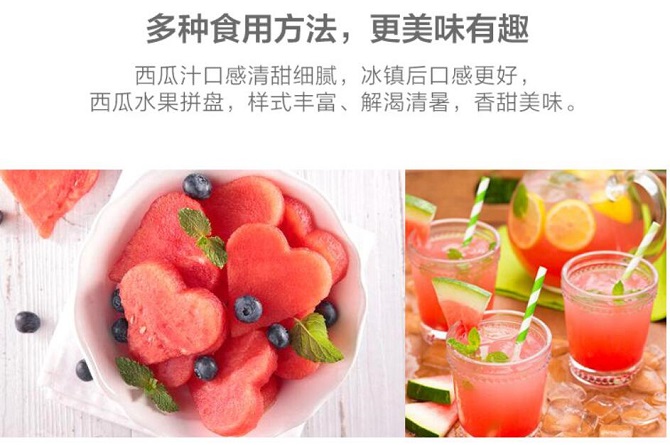 多种食用方法，更美味有趣
西瓜汁口感清甜细腻，冰镇后口感更好，
西瓜水果拼盘，样式丰富、解渴清暑，香甜美味。